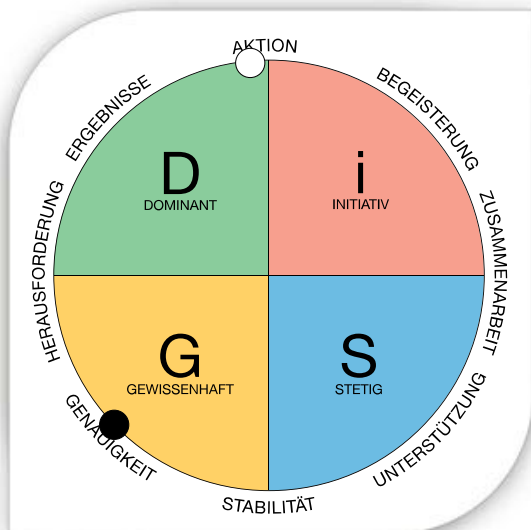 AKTION
ERGEBNISSE
BEGEISTERUNG
D
DOMINANT
i
INITIATIV
HERAUSFORDERUNG
ZUSAMMENARBEIT
G
GEWISSENHAFT
S
STETIG
GENAUIGKEIT
UNTERSTÜTZUNG
STABILITÄT